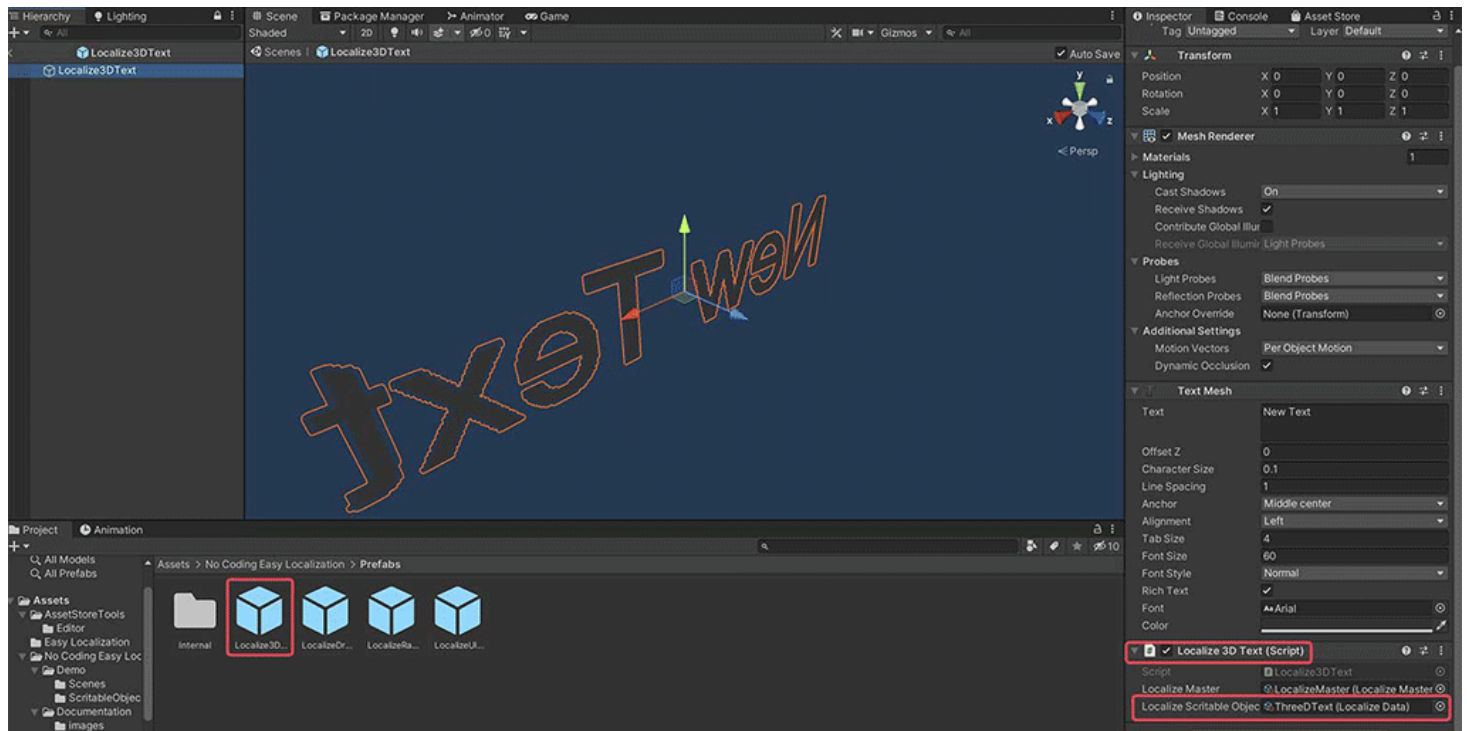 Hierarchy
Lighting
All
Localize3DText
Localize3DText
Scene
Package Manager
Animator
Game
Shaded
2D
0
Gizmos
All
Scenes
Localize3DText
Auto Save
y
x
z
Persp
New Text
Project
Animation
10
All Models
All Prefabs
Assets
AssetStoreTools
Editor
Easy Localization
No Coding Easy Loc
Demo
Scenes
ScritableObjec
Documentation
images
Assets > No Coding Easy Localization > Prefabs
Internal
Localize3D...
LocalizeDr...
LocalizeRa...
LocalizeUI...
Inspector
Console
Asset Store
Tag Untagged Layer Default
Transform
Position X 0 Y 0 Z 0
Rotation X 0 Y 0 Z 0
Scale X 1 Y 1 Z 1
Mesh Renderer
Materials 1
Lighting
Cast Shadows On
Receive Shadows
Contribute Global Illur
Receive Global Illumir Light Probes
Probes
Light Probes Blend Probes
Reflection Probes Blend Probes
Anchor Override None (Transform)
Additional Settings
Motion Vectors Per Object Motion
Dynamic Occlusion
Text Mesh
Text New Text
Offset Z 0
Character Size 0.1
Line Spacing 1
Anchor Middle center
Alignment Left
Tab Size 4
Font Size 60
Font Style Normal
Rich Text
Font Aa Arial
Color
Localize 3D Text (Script)
Script Localize3DText
Localize Master LocalizeMaster (Localize Master
Localize Scritable Objec ThreeDText (Localize Data)